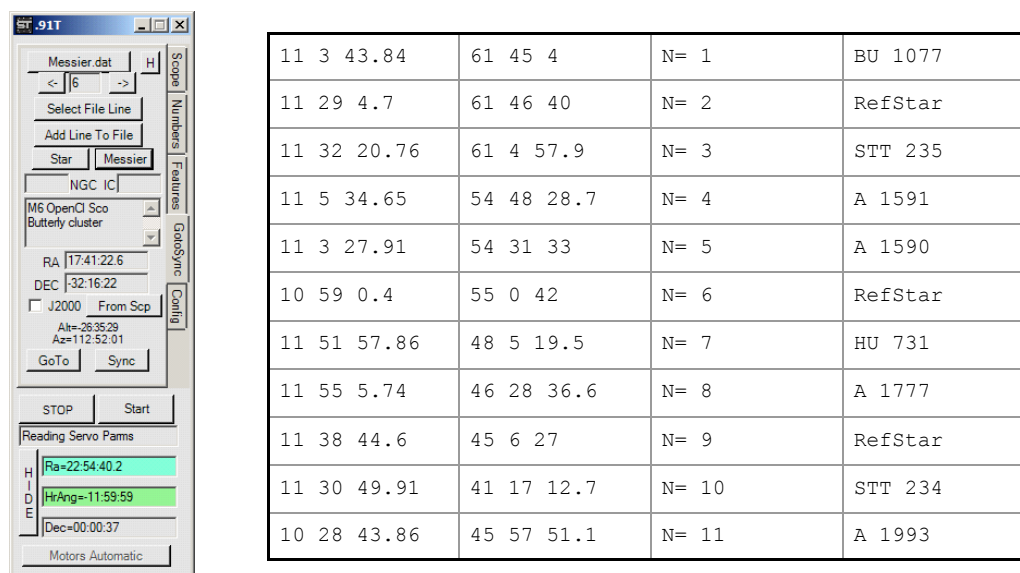 ST .91T
Messier.dat H
<- 6 ->
Select File Line
Add Line To File
Star Messier
NGC IC
M6 OpenCl Sco
Butterly cluster
RA 17:41:22.6
DEC -32:16:22
J2000 From Scp
Alt=-26:35:29
Az=112:52:01
GoTo Sync
Scope
Numbers
Features
GotoSync
Config
STOP Start
Reading Servo Parms
HIDE
Ra=22:54:40.2
HrAng=-11:59:59
Dec=00:00:37
Motors Automatic
11 3 43.84 61 45 4 N= 1 BU 1077
11 29 4.7 61 46 40 N= 2 RefStar
11 32 20.76 61 4 57.9 N= 3 STT 235
11 5 34.65 54 48 28.7 N= 4 A 1591
11 3 27.91 54 31 33 N= 5 A 1590
10 59 0.4 55 0 42 N= 6 RefStar
11 51 57.86 48 5 19.5 N= 7 HU 731
11 55 5.74 46 28 36.6 N= 8 A 1777
11 38 44.6 45 6 27 N= 9 RefStar
11 30 49.91 41 17 12.7 N= 10 STT 234
10 28 43.86 45 57 51.1 N= 11 A 1993